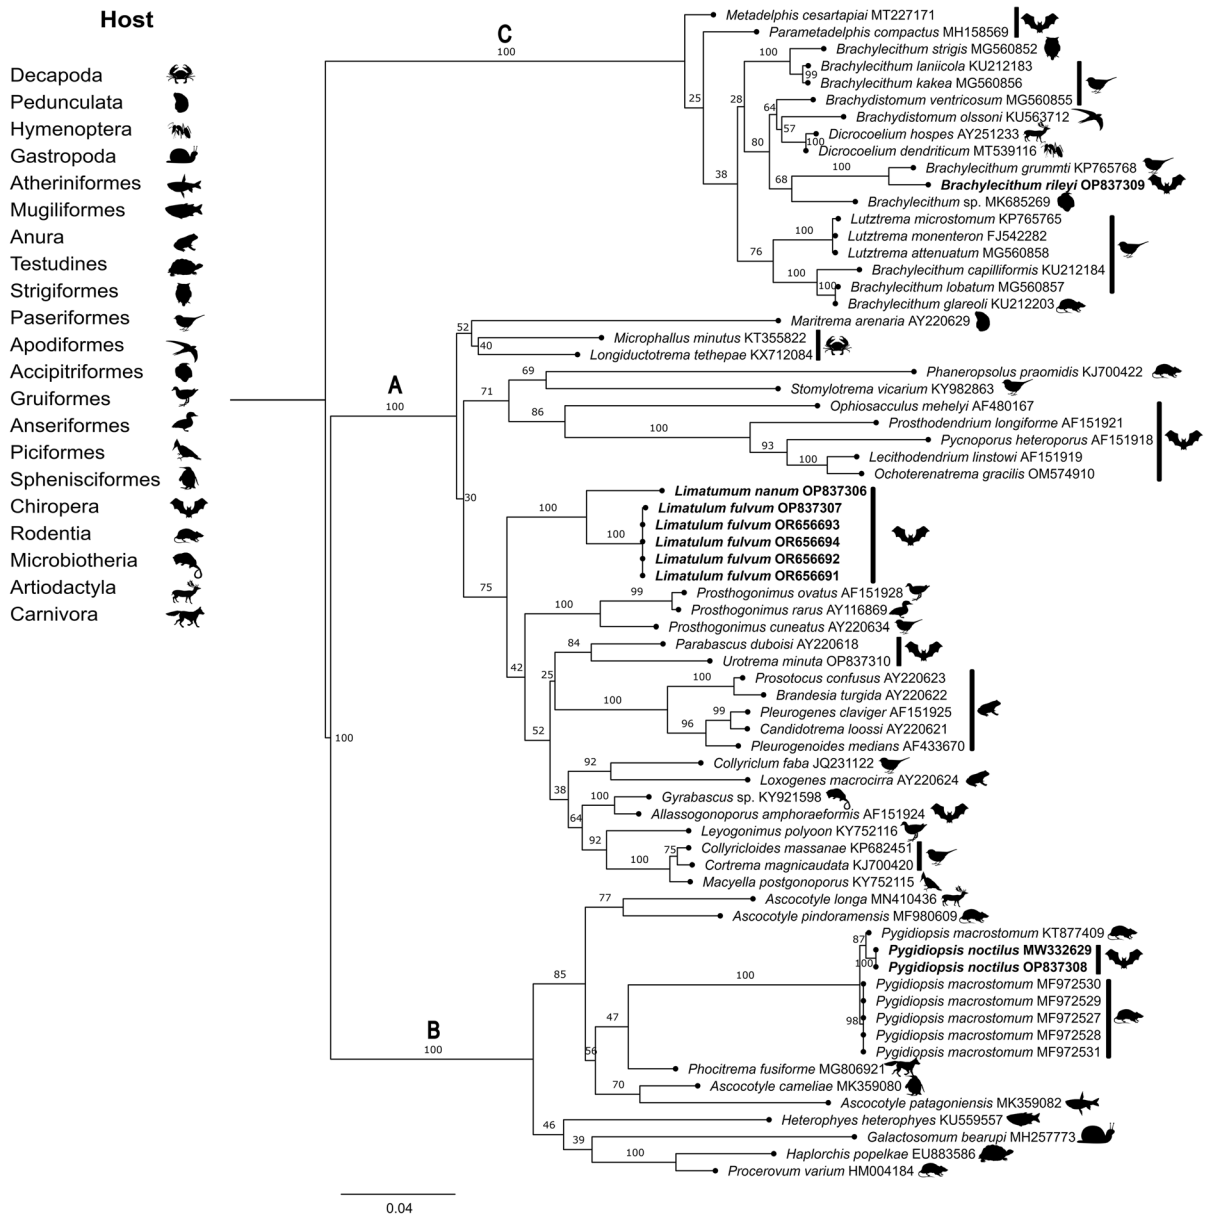 Host
Decapoda
Pedunculata
Hymenoptera
Gastropoda
Atheriniformes
Mugiliformes
Anura
Testudines
Strigiformes
Paseriformes
Apodiformes
Accipitriformes
Gruiformes
Anseriformes
Piciformes
Sphenisciformes
Chiropera
Rodentia
Microbiotheria
Artiodactyla
Carnivora
C
100
Metadelphis cesartapiai MT227171
25
Parametadelphis compactus MH158569
100
Brachylecithum strigis MG560852
Brachylecithum laniicola KU212183
99
Brachylecithum kakea MG560856
28
64
Brachydistomum ventricosum MG560855
Brachydistomum olssoni KU563712
57
Dicrocoelium hospes AY251233
80
100
Dicrocoelium dendriticum MT539116
100
Brachylecithum grummti KP765768
38
68
Brachylecithum rileyi OP837309
Brachylecithum sp. MK685269
Lutztrema microstomum KP765765
100
Lutztrema monenteron FJ542282
76
Lutztrema attenuatum MG560858
100
Brachylecithum capilliformis KU212184
100
Brachylecithum lobatum MG560857
Brachylecithum glareoli KU212203
A
100
52
Maritrema arenaria AY220629
Microphallus minutus KT355822
40
Longiductotrema tethepae KX712084
71
69
Phaneropsolus praomidis KJ700422
Stomylotrema vicarium KY982863
86
Ophiosacculus mehelyi AF480167
100
Prosthodendrium longiforme AF151921
93
Pycnoporus heteroporus AF151918
100
Lecithodendrium linstowi AF151919
Ochoterenatrema gracilis OM574910
30
100
Limatumum nanum OP837306
Limatulum fulvum OP837307
Limatulum fulvum OR656693
100
Limatulum fulvum OR656694
Limatulum fulvum OR656692
Limatulum fulvum OR656691
75
99
Prosthogonimus ovatus AF151928
100
Prosthogonimus rarus AY116869
Prosthogonimus cuneatus AY220634
42
84
Parabascus duboisi AY220618
Urotrema minuta OP837310
25
100
Prosotocus confusus AY220623
100
Brandesia turgida AY220622
99
Pleurogenes claviger AF151925
96
Candidotrema loossi AY220621
52
Pleurogenoides medians AF433670
100
92
Collyriclum faba JQ231122
Loxogenes macrocirra AY220624
38
100
Gyrabascus sp. KY921598
Allassogonoporus amphoraeformis AF151924
64
Leyogonimus polyoon KY752116
92
75
Collyricloides massanae KP682451
100
Cortrema magnicaudata KJ700420
Macyella postgonoporus KY752115
77
Ascocotyle longa MN410436
Ascocotyle pindoramensis MF980609
87
Pygidiopsis macrostomum KT877409
Pygidiopsis noctilus MW332629
100
Pygidiopsis noctilus OP837308
85
100
Pygidiopsis macrostomum MF972530
Pygidiopsis macrostomum MF972529
47
98
Pygidiopsis macrostomum MF972527
Pygidiopsis macrostomum MF972528
B
100
56
Pygidiopsis macrostomum MF972531
Phocitrema fusiforme MG806921
70
Ascocotyle cameliae MK359080
Ascocotyle patagoniensis MK359082
46
Heterophyes heterophyes KU559557
39
Galactosomum bearupi MH257773
100
Haplorchis popelkae EU883586
Procerovum varium HM004184
0.04